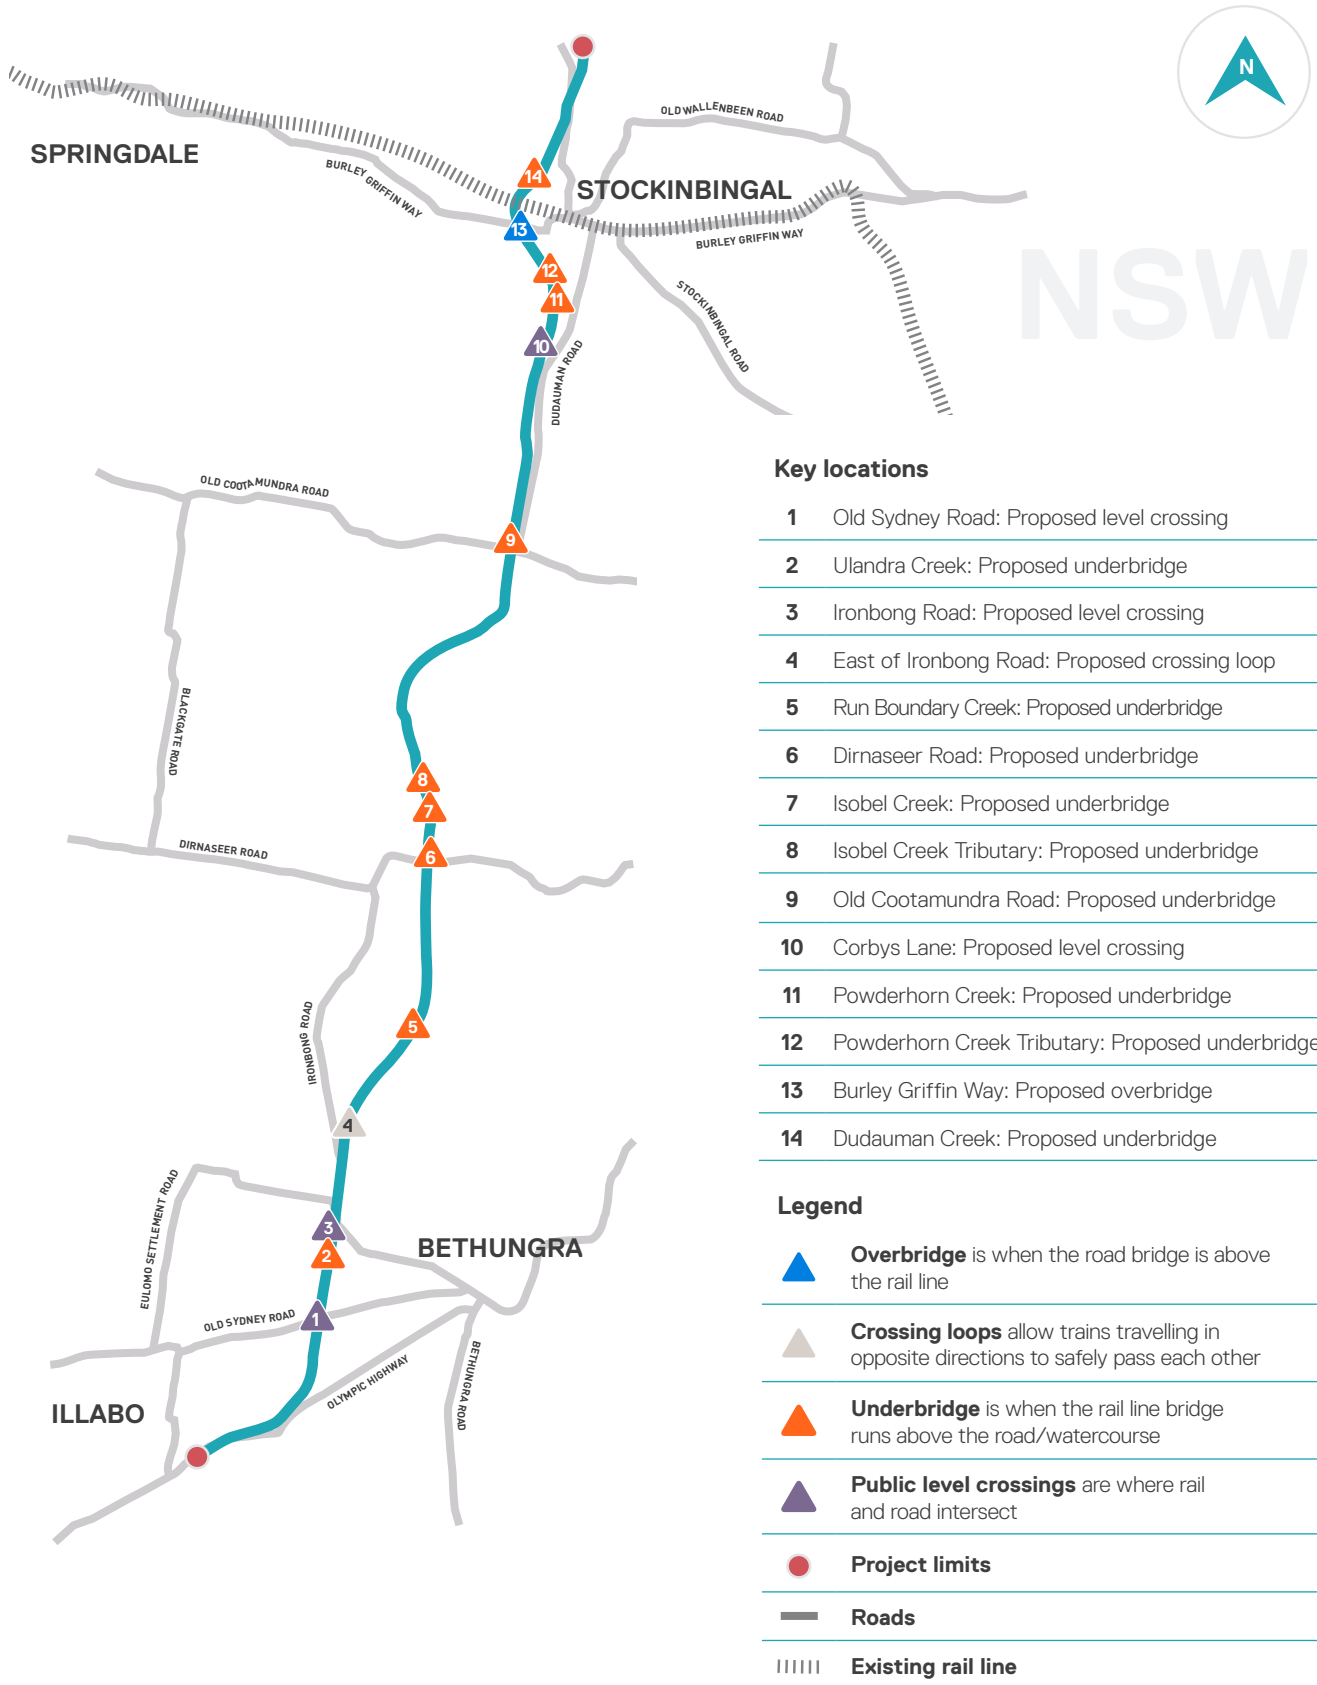 N
SPRINGDALE
OLD WALLENBEEN ROAD
BURLEY GRIFFIN WAY
14
STOCKINBINGAL
13
BURLEY GRIFFIN WAY
NSW
12
11
STOCKINBINGAL ROAD
10
DUDAUMAN ROAD
OLD COOTAMUNDRA ROAD
9
BLACKGATE ROAD
8
7
DIRNASEER ROAD
6
IRONBONG ROAD
5
4
EULOMO SETTLEMENT ROAD
3
BETHUNGRA
2
OLD SYDNEY ROAD
1
OLYMPIC HIGHWAY
BETHUNGRA ROAD
ILLABO
Key locations
1 Old Sydney Road: Proposed level crossing
2 Ulandra Creek: Proposed underbridge
3 Ironbong Road: Proposed level crossing
4 East of Ironbong Road: Proposed crossing loop
5 Run Boundary Creek: Proposed underbridge
6 Dirnaseer Road: Proposed underbridge
7 Isobel Creek: Proposed underbridge
8 Isobel Creek Tributary: Proposed underbridge
9 Old Cootamundra Road: Proposed underbridge
10 Corbys Lane: Proposed level crossing
11 Powderhorn Creek: Proposed underbridge
12 Powderhorn Creek Tributary: Proposed underbridge
13 Burley Griffin Way: Proposed overbridge
14 Dudauman Creek: Proposed underbridge
Legend
Overbridge is when the road bridge is above
the rail line
Crossing loops allow trains travelling in
opposite directions to safely pass each other
Underbridge is when the rail line bridge
runs above the road/watercourse
Public level crossings are where rail
and road intersect
Project limits
Roads
Existing rail line